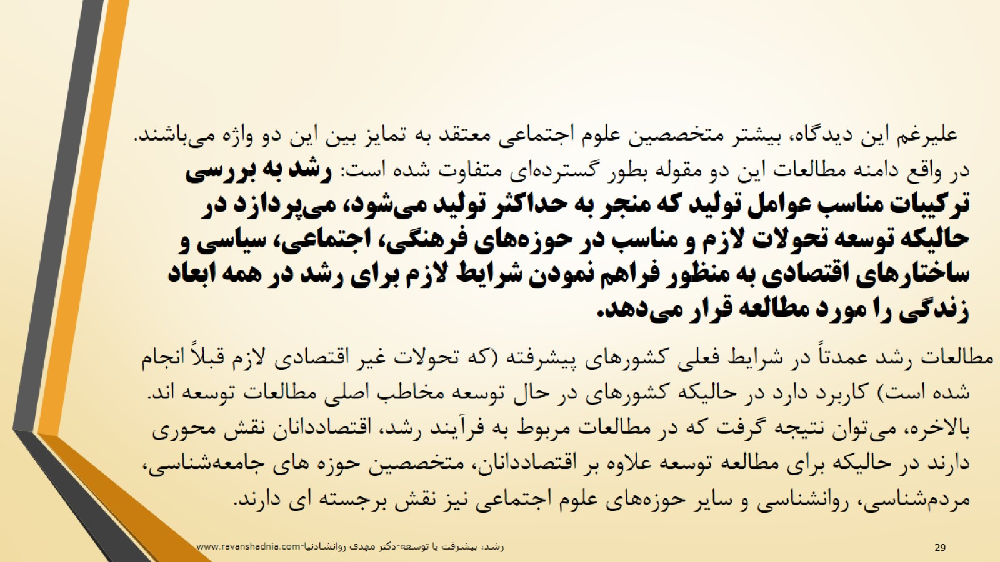 علیرغم این دیدگاه، بیشتر متخصصین علوم اجتماعی معتقد به تمایز بین این دو واژه می‌باشند.
در واقع دامنه مطالعات این دو مقوله بطور گسترده‌ای متفاوت شده است: رشد به بررسی
ترکیبات مناسب عوامل تولید که منجر به حداکثر تولید می‌شود، می‌پردازد در
حالیکه توسعه تحولات لازم و مناسب در حوزه‌های فرهنگی، اجتماعی، سیاسی و
ساختارهای اقتصادی به منظور فراهم نمودن شرایط لازم برای رشد در همه ابعاد
زندگی را مورد مطالعه قرار می‌دهد.
مطالعات رشد عمدتاً در شرایط فعلی کشورهای پیشرفته (که تحولات غیر اقتصادی لازم قبلاً انجام
شده است) کاربرد دارد در حالیکه کشورهای در حال توسعه مخاطب اصلی مطالعات توسعه اند.
بالاخره، می‌توان نتیجه گرفت که در مطالعات مربوط به فرآیند رشد، اقتصاددانان نقش محوری
دارند در حالیکه برای مطالعه توسعه علاوه بر اقتصاددانان، متخصصین حوزه های جامعه‌شناسی،
مردم‌شناسی، روانشناسی و سایر حوزه‌های علوم اجتماعی نیز نقش برجسته ای دارند.
رشد، پیشرفت یا توسعه-دکتر مهدی روانشادنیا-www.ravanshadnia.com
29